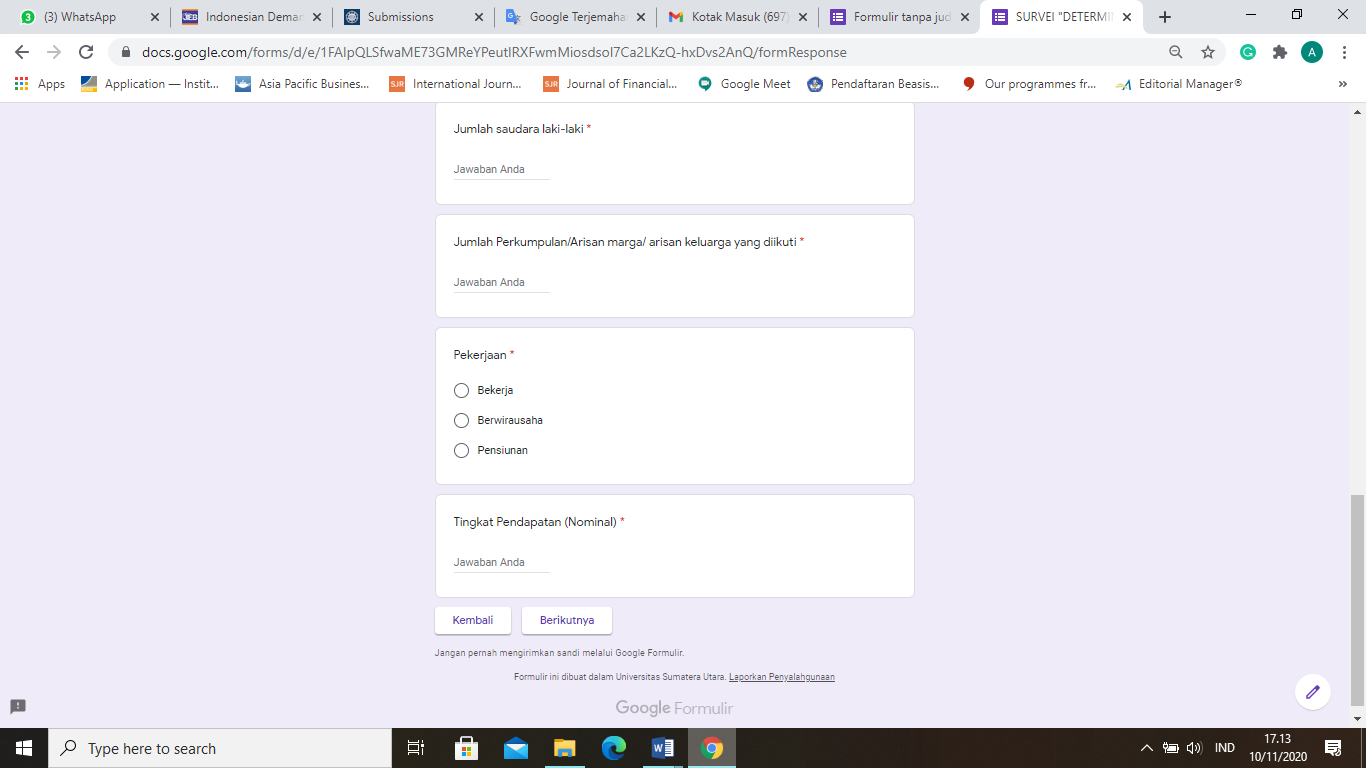 (3) WhatsApp
Indonesian Deman
Submissions
Google Terjemaha
Kotak Masuk (697)
Formulir tanpa jud
SURVEI "DETERMI
docs.google.com/forms/d/e/1FAIpQLSfwaME73GMReYPeutlRXFwmMiosdsol7Ca2LKzQ-hxDvs2AnQ/formResponse
Apps
Application — Instit...
Asia Pacific Business...
International Journ...
Journal of Financial...
Google Meet
Pendaftaran Beasis...
Our programmes fr...
Editorial Manager®
»
Jumlah saudara laki-laki *
Jawaban Anda
Jumlah Perkumpulan/Arisan marga/ arisan keluarga yang diikuti *
Jawaban Anda
Pekerjaan *
Bekerja
Berwirausaha
Pensiunan
Tingkat Pendapatan (Nominal) *
Jawaban Anda
Kembali
Berikutnya
Jangan pernah mengirimkan sandi melalui Google Formulir.
Formulir ini dibuat dalam Universitas Sumatera Utara. Laporkan Penyalahgunaan
Google Formulir
Type here to search
IND
17.13
10/11/2020